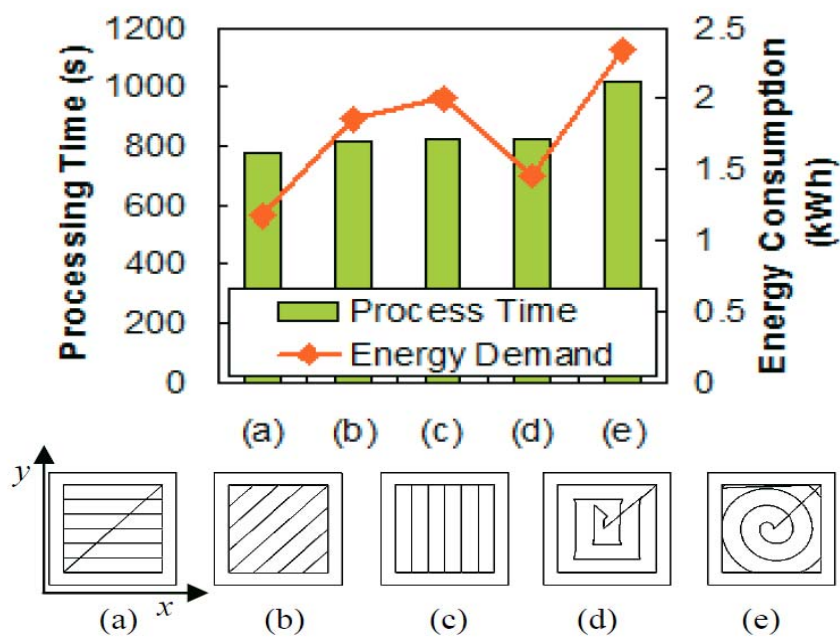 Processing Time (s)
1200
1000
800
600
400
200
0
Energy Consumption
(kWh)
2.5
2
1.5
1
0.5
0
Process Time
Energy Demand
(a) (b) (c) (d) (e)
y
x
(a) (b) (c) (d) (e)